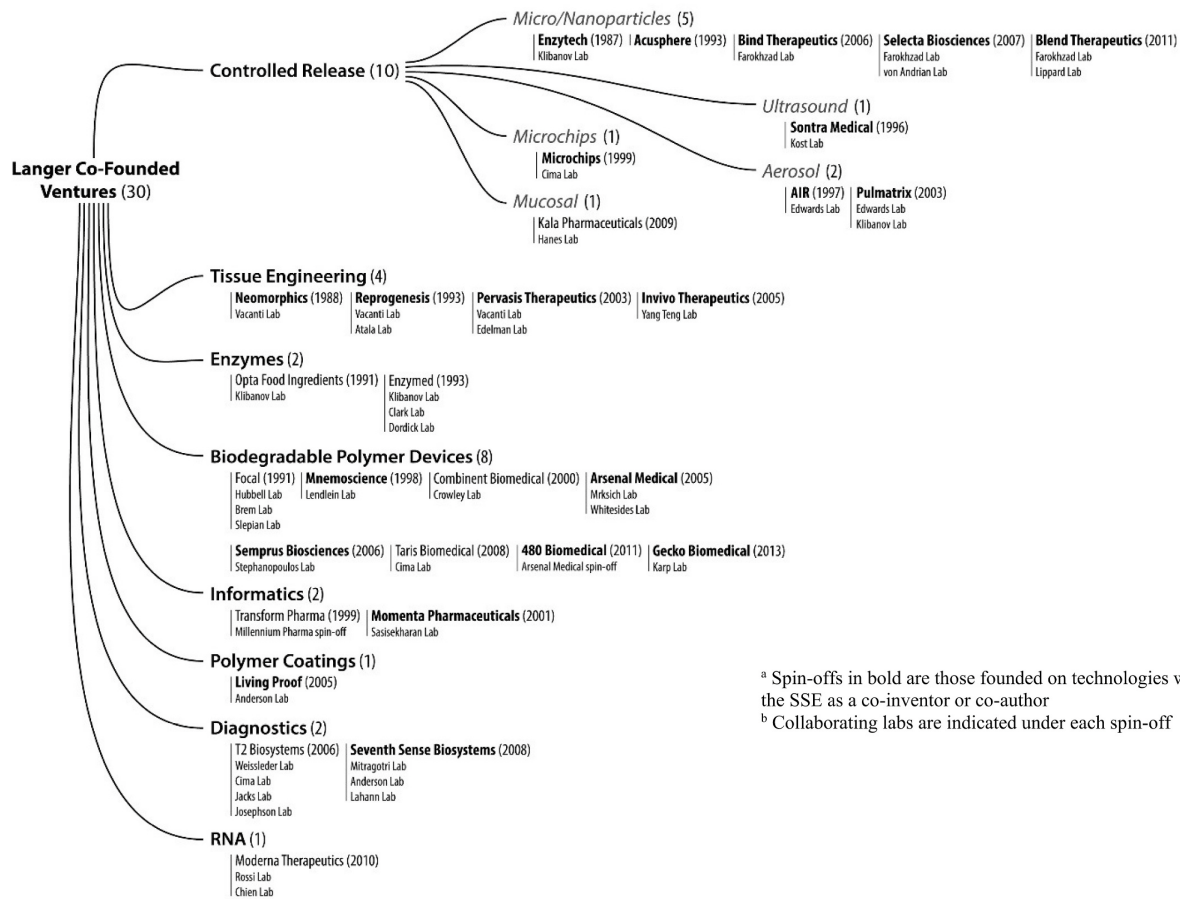 Micro/Nanoparticles (5)
Enzytech (1987) Acusphere (1993) Bind Therapeutics (2006) Selecta Biosciences (2007) Blend Therapeutics (2011)
Klibanov Lab Farokhzad Lab Farokhzad Lab Farokhzad Lab
von Andrian Lab Lippard Lab
Controlled Release (10)
Ultrasound (1)
Sontra Medical (1996)
Kost Lab
Microchips (1)
Microchips (1999)
Cima Lab
Langer Co-Founded
Ventures (30)
Aerosol (2)
AIR (1997) Pulmatrix (2003)
Edwards Lab Edwards Lab
Klibanov Lab
Mucosal (1)
Kala Pharmaceuticals (2009)
Hanes Lab
Tissue Engineering (4)
Neomorphics (1988) Reprogenesis (1993) Pervasis Therapeutics (2003) Invivo Therapeutics (2005)
Vacanti Lab Vacanti Lab Vacanti Lab Yang Teng Lab
Atala Lab Edelman Lab
Enzymes (2)
Opta Food Ingredients (1991) Enzymed (1993)
Klibanov Lab Klibanov Lab
Clark Lab
Dordick Lab
Biodegradable Polymer Devices (8)
Focal (1991) Mnemoscience (1998) Combinent Biomedical (2000) Arsenal Medical (2005)
Hubbell Lab Lendlein Lab Crowley Lab Mrksich Lab
Brem Lab Whitesides Lab
Slepian Lab
Semprus Biosciences (2006) Taris Biomedical (2008) 480 Biomedical (2011) Gecko Biomedical (2013)
Stephanopoulos Lab Cima Lab Arsenal Medical spin-off Karp Lab
Informatics (2)
Transform Pharma (1999) Momenta Pharmaceuticals (2001)
Millennium Pharma spin-off Sasisekharan Lab
Polymer Coatings (1)
Living Proof (2005)
Anderson Lab
a Spin-offs in bold are those founded on technologies
the SSE as a co-inventor or co-author
b Collaborating labs are indicated under each spin-off
Diagnostics (2)
T2 Biosystems (2006) Seventh Sense Biosystems (2008)
Weissleder Lab Mitragotri Lab
Cima Lab Anderson Lab
Jacks Lab Lahann Lab
Josephson Lab
RNA (1)
Moderna Therapeutics (2010)
Rossi Lab
Chien Lab